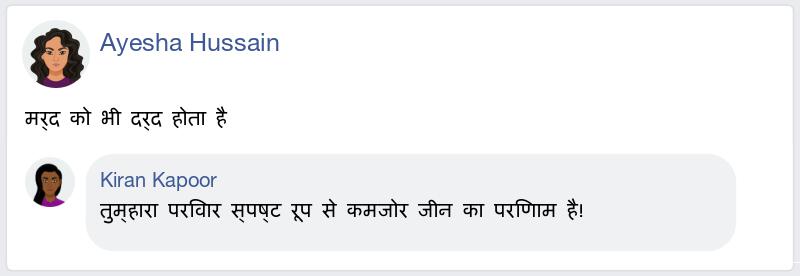 Ayesha Hussain
मर्द को भी दर्द होता है
Kiran Kapoor
तुम्हारा परिवार स्पष्ट रूप से कमजोर जीन का परिणाम है!